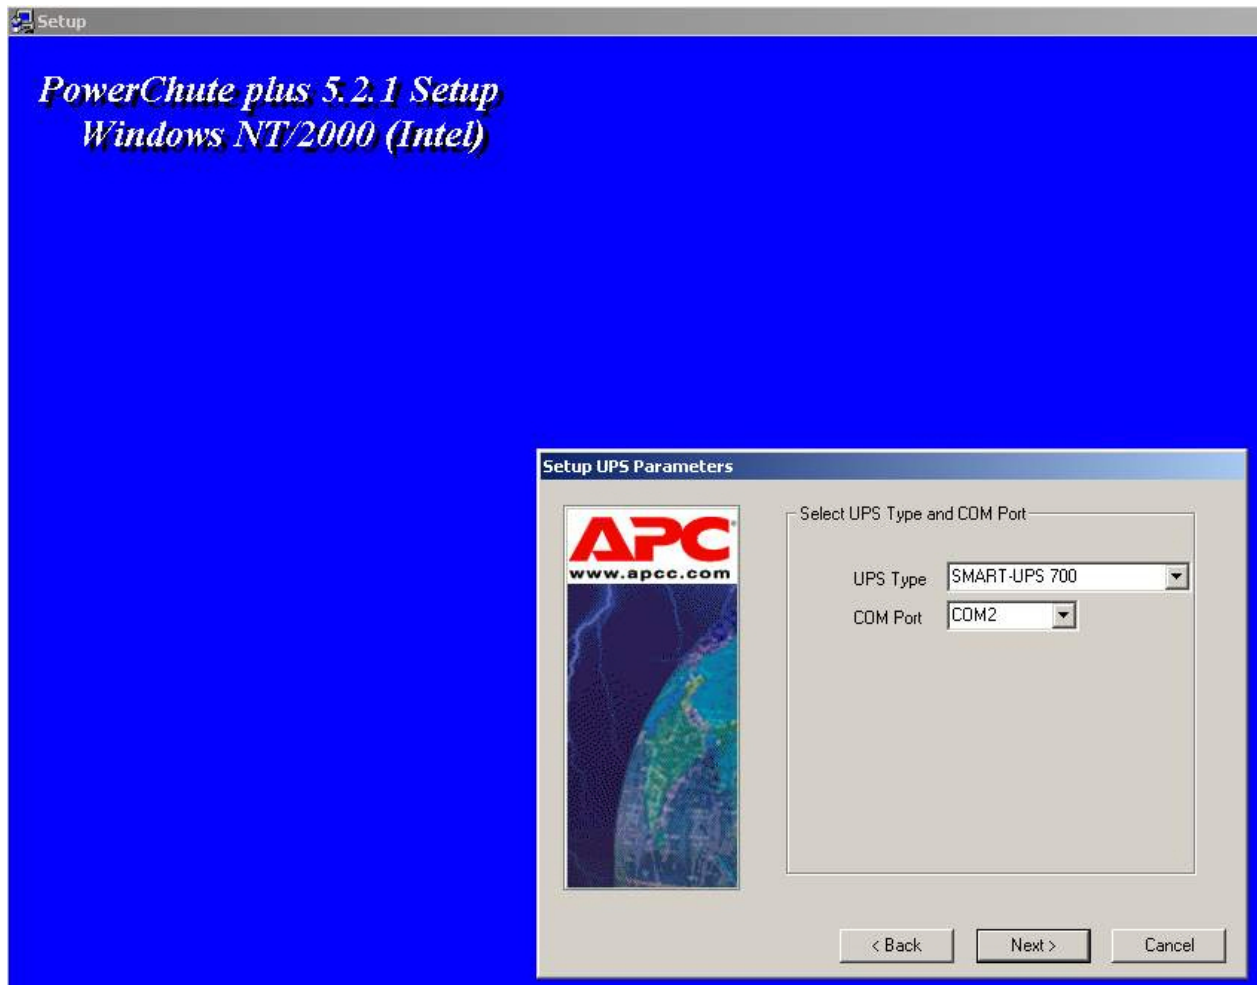 Setup
PowerChute plus 5.2.1 Setup
Windows NT/2000 (Intel)
Setup UPS Parameters
APC
www.apcc.com
Select UPS Type and COM Port
UPS Type SMART-UPS 700
COM Port COM2
< Back Next > Cancel